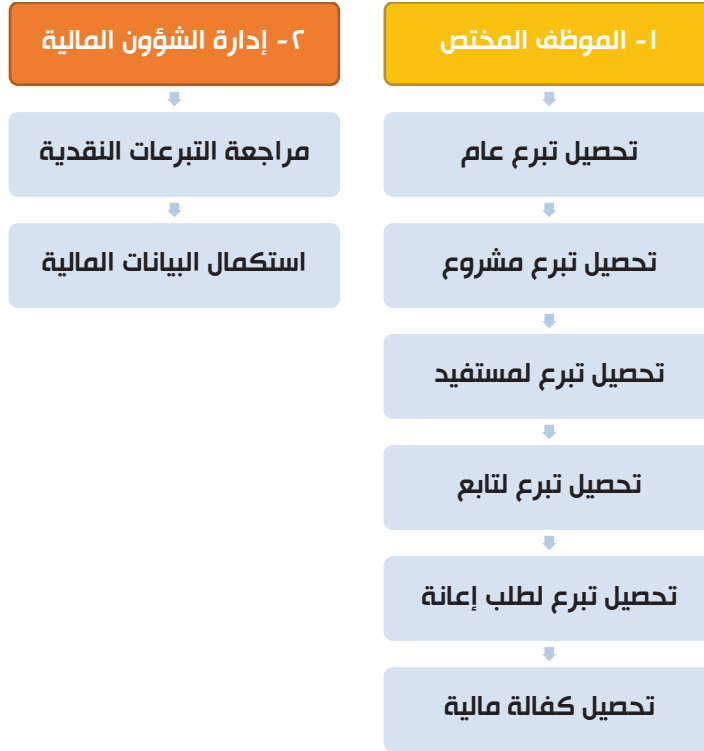 ١- الموظف المختص
تحصيل تبرع عام
تحصيل تبرع مشروع
تحصيل تبرع لمستفيد
تحصيل تبرع لتابع
تحصيل تبرع لطلب إعانة
تحصيل كفالة مالية
٢- إدارة الشؤون المالية
مراجعة التبرعات النقدية
استكمال البيانات المالية